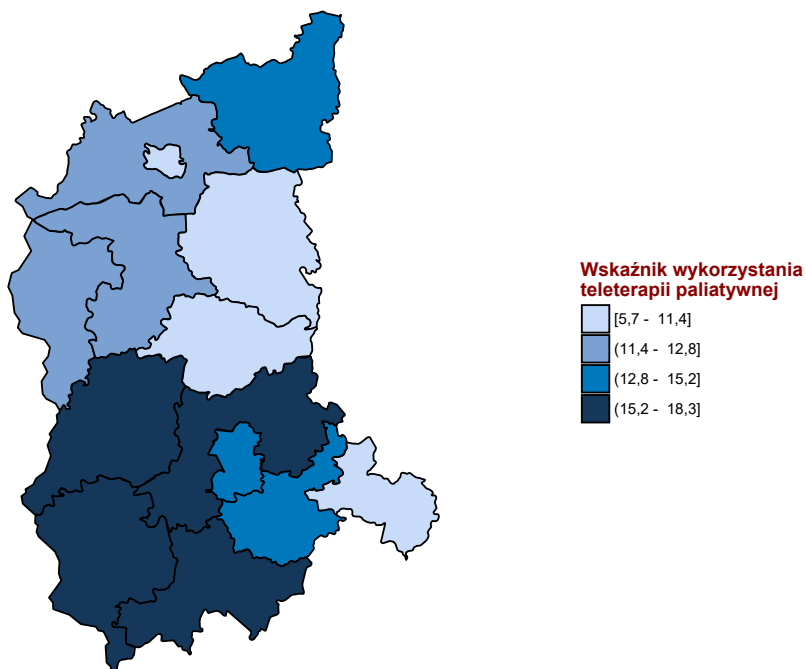 Wskaźnik wykorzystania
teleterapii paliatywnej
[5,7 - 11,4]
(11,4 - 12,8]
(12,8 - 15,2]
(15,2 - 18,3]